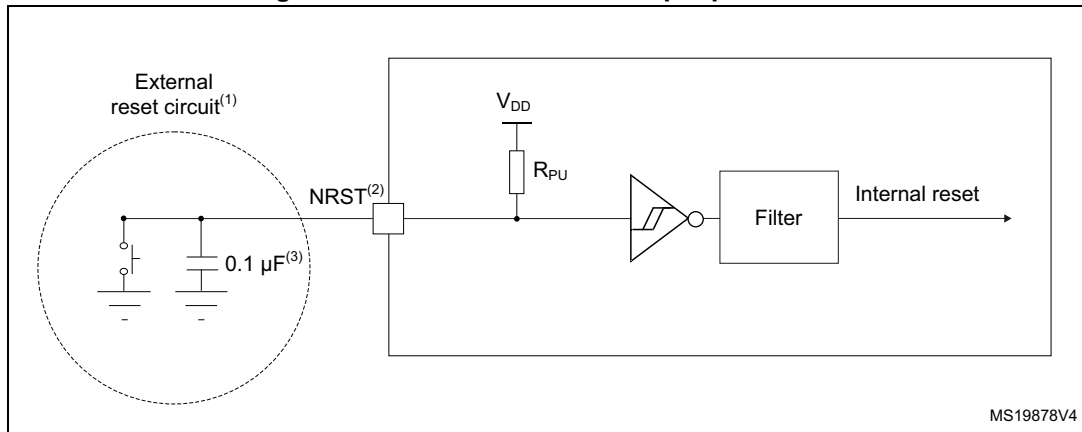 External
reset circuit(1)
VDD
RPU
NRST(2)
0.1 µF(3)
Filter
Internal reset
MS19878V4